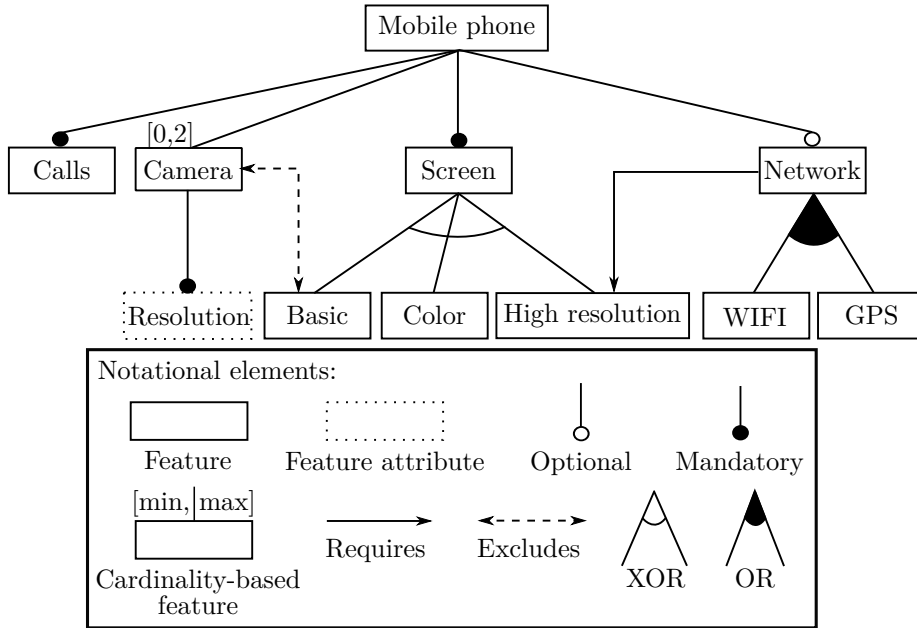 Mobile phone
[0,2]
Calls
Camera
Screen
Network
Resolution
Basic
Color
High resolution
WIFI
GPS
Notational elements:
Feature
Feature attribute
Optional
Mandatory
[min, max]
Requires
Excludes
XOR
OR
Cardinality-based
feature